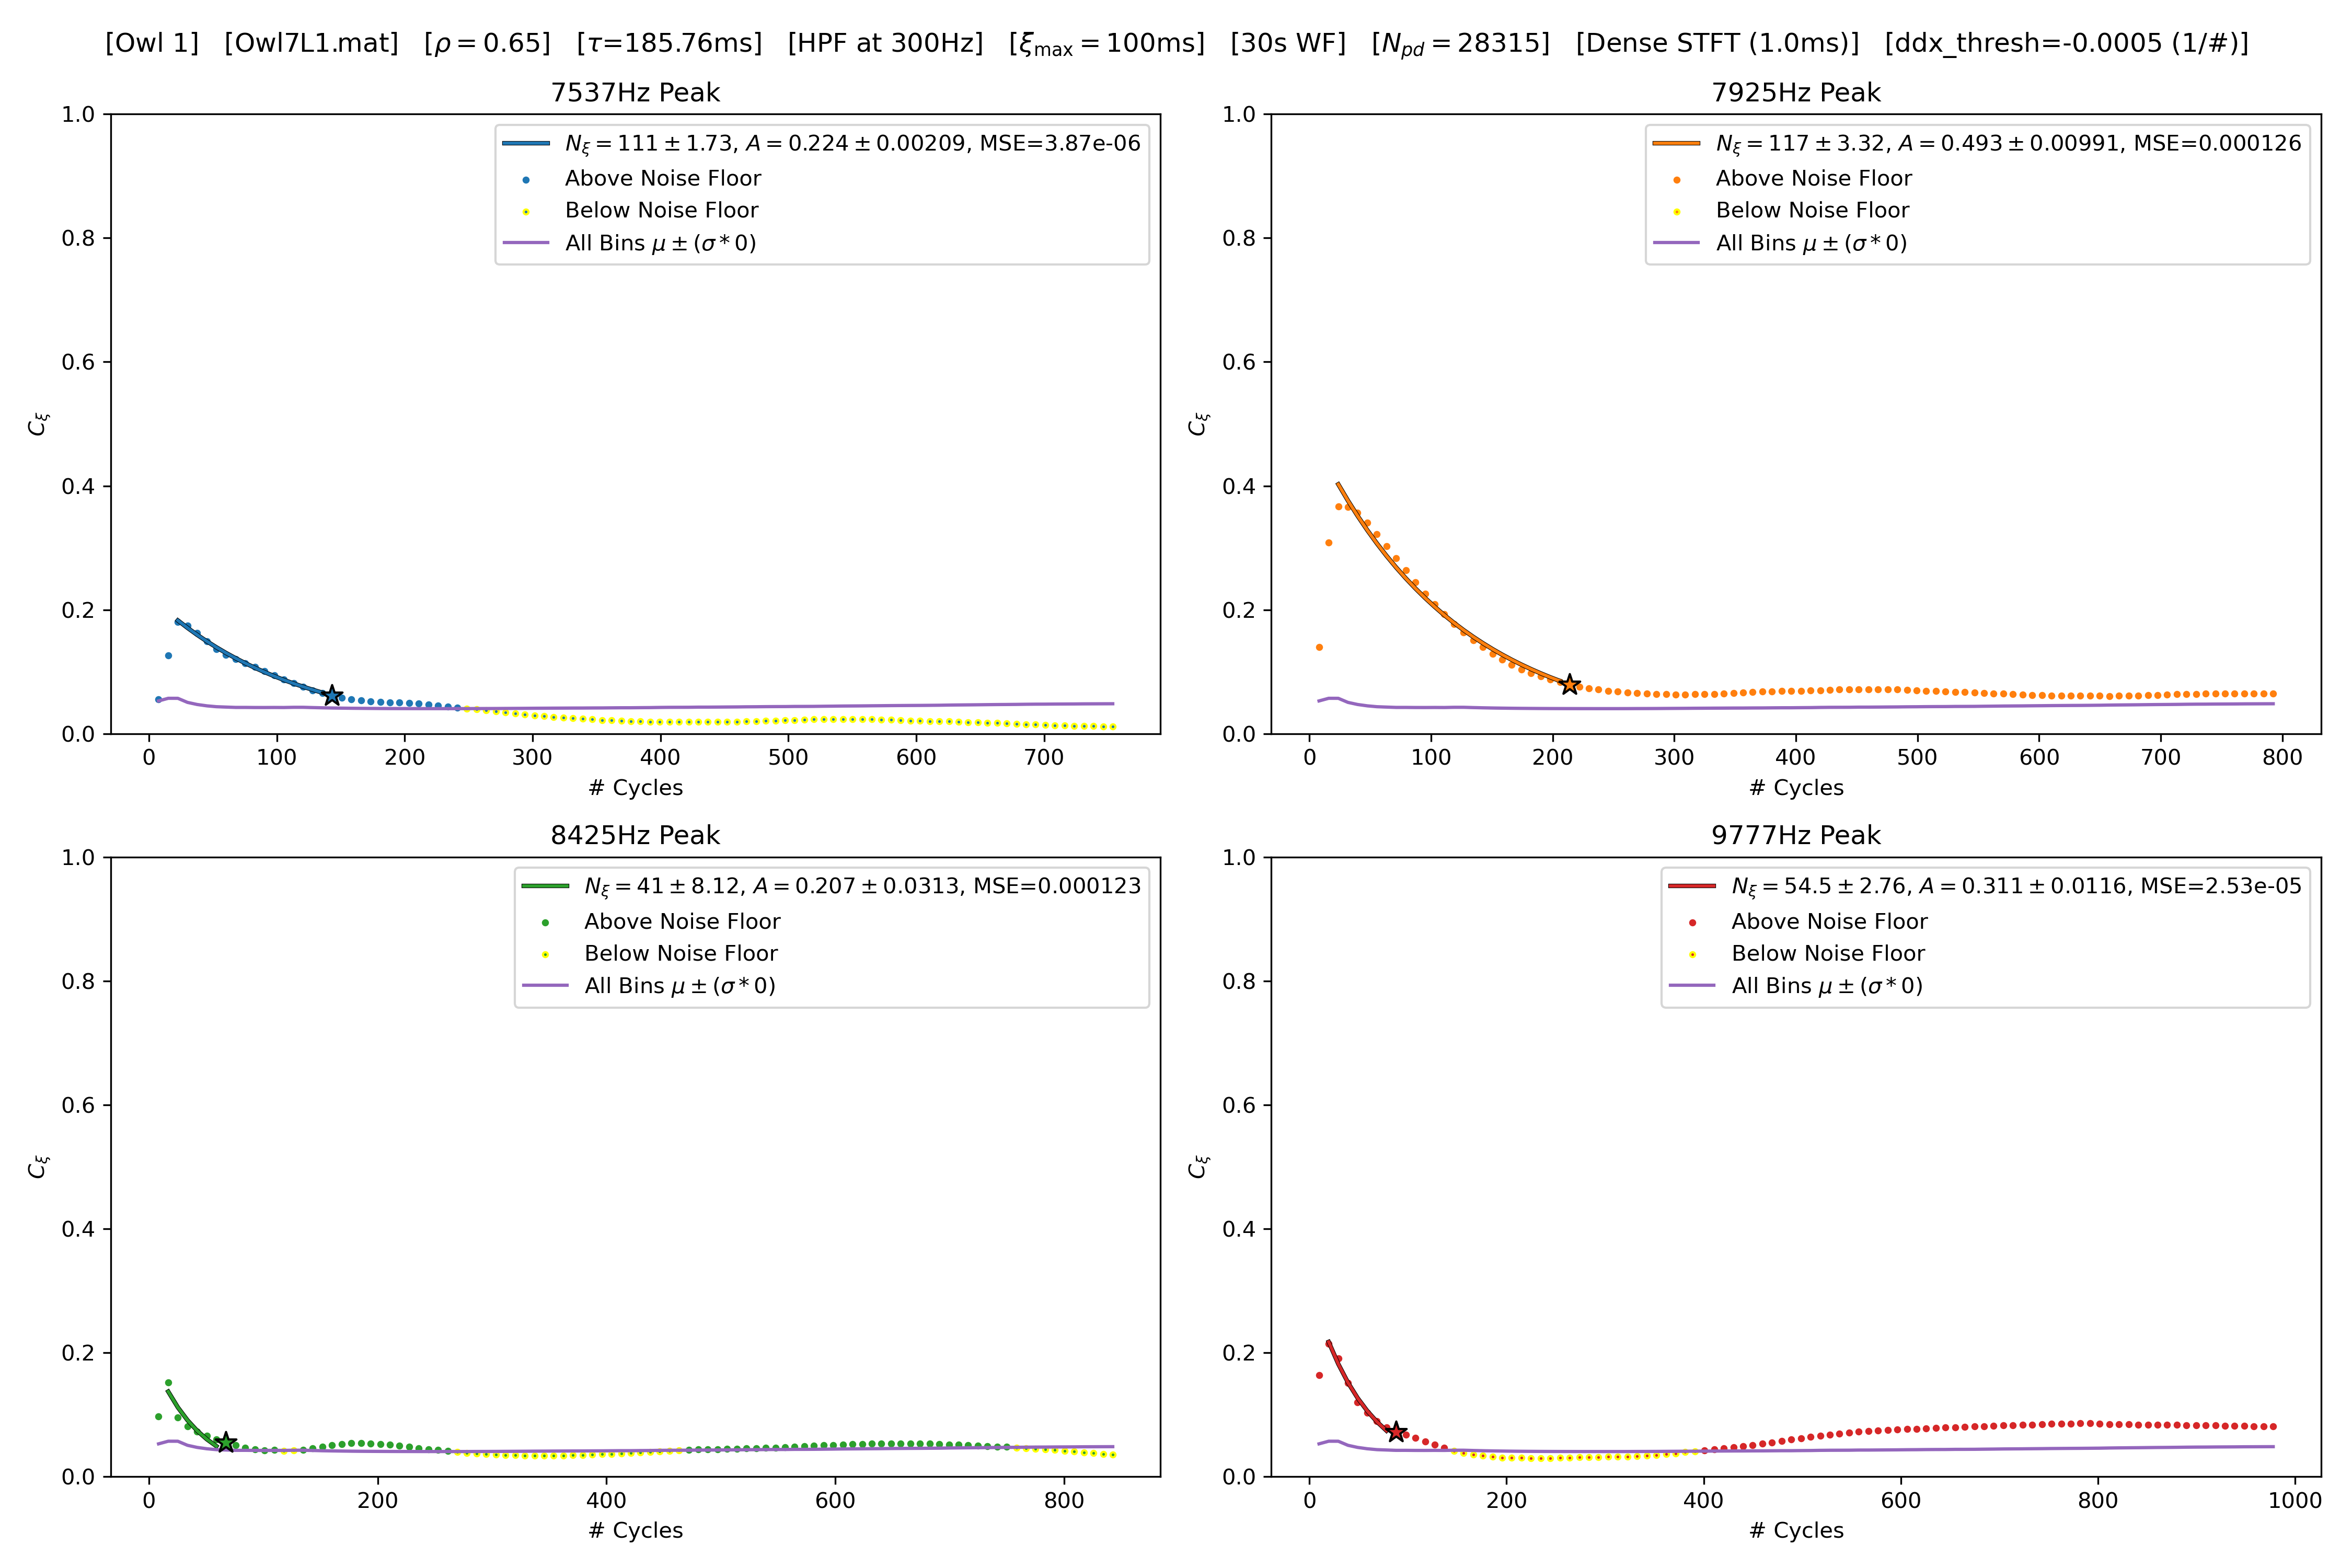 [Owl 1] [Owl7L1.mat] [ρ = 0.65] [τ=185.76ms] [HPF at 300Hz] [ξmax = 100ms] [30s WF] [Npd = 28315] [Dense STFT (1.0ms)] [ddx_thresh=-0.0005 (1/#)]
7537Hz Peak
1.0
0.8
0.6
0.4
0.2
0.0
Cξ
Nξ = 111 ± 1.73, A = 0.224 ± 0.00209, MSE=3.87e-06
Above Noise Floor
Below Noise Floor
All Bins μ ± (σ * 0)
0 100 200 300 400 500 600 700
# Cycles
7925Hz Peak
1.0
0.8
0.6
0.4
0.2
0.0
Cξ
Nξ = 117 ± 3.32, A = 0.493 ± 0.00991, MSE=0.000126
Above Noise Floor
Below Noise Floor
All Bins μ ± (σ * 0)
0 100 200 300 400 500 600 700 800
# Cycles
8425Hz Peak
1.0
0.8
0.6
0.4
0.2
0.0
Cξ
Nξ = 41 ± 8.12, A = 0.207 ± 0.0313, MSE=0.000123
Above Noise Floor
Below Noise Floor
All Bins μ ± (σ * 0)
0 200 400 600 800
# Cycles
9777Hz Peak
1.0
0.8
0.6
0.4
0.2
0.0
Cξ
Nξ = 54.5 ± 2.76, A = 0.311 ± 0.0116, MSE=2.53e-05
Above Noise Floor
Below Noise Floor
All Bins μ ± (σ * 0)
0 200 400 600 800 1000
# Cycles